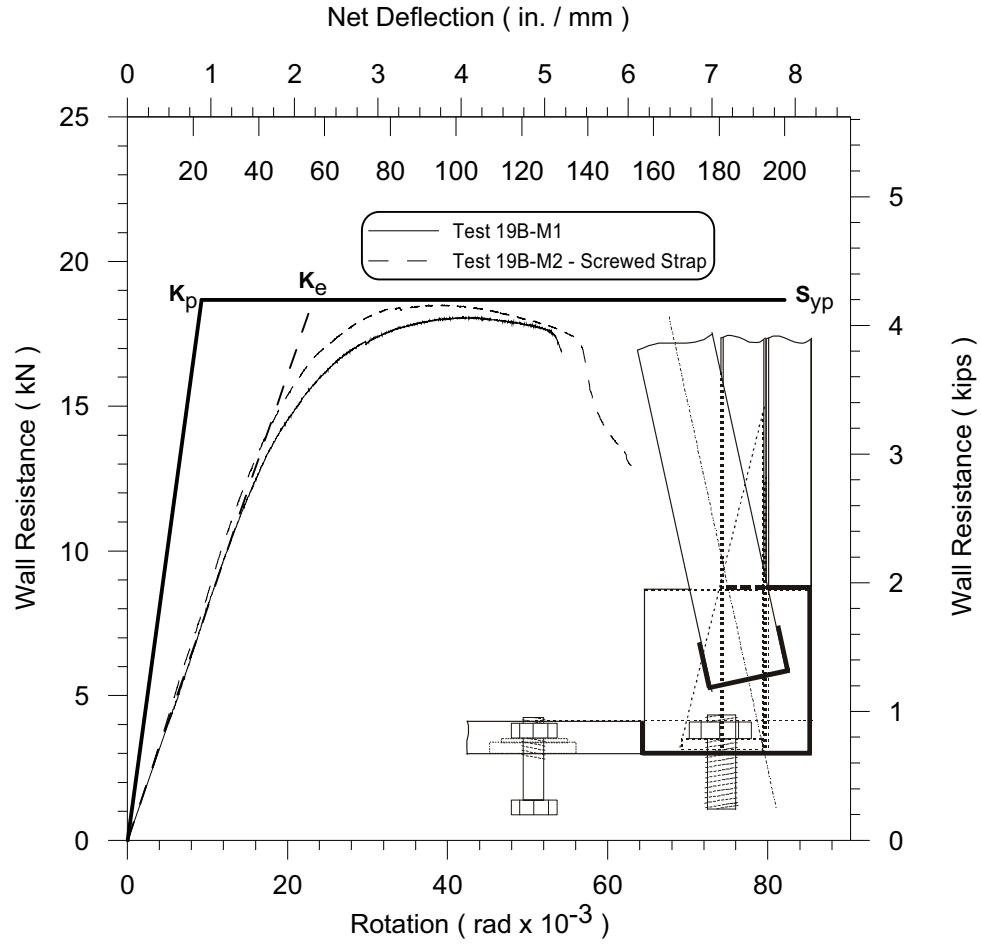 Net Deflection ( in. / mm )
0 1 2 3 4 5 6 7 8
20 40 60 80 100 120 140 160 180 200
Test 19B-M1
Test 19B-M2 - Screwed Strap
Kp
Ke
Syp
25
20
15
10
5
0
Wall Resistance ( kN )
5
4
3
2
1
0
Wall Resistance ( kips )
0 20 40 60 80
Rotation ( rad x 10-3 )